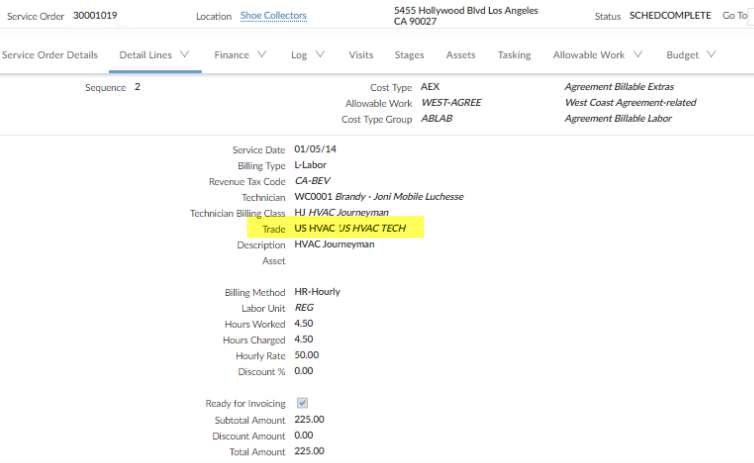 Service Order 30001019 Location Shoe Collectors 5455 Hollywood Blvd Los Angeles CA 90027 Status SCHEDCOMPLETE Go To
Service Order Details Detail Lines Finance Log Visits Stages Assets Tasking Allowable Work Budget
Sequence 2 Cost Type AEX Agreement Billable Extras
Allowable Work WEST-AGREE West Coast Agreement-related
Cost Type Group ABLAB Agreement Billable Labor
Service Date 01/05/14
Billing Type L-Labor
Revenue Tax Code CA-BEV
Technician WC0001 Brandy - Joni Mobile Luchesse
Technician Billing Class HJ HVAC Journeyman
Trade US HVAC US HVAC TECH
Description HVAC Journeyman
Asset
Billing Method HR-Hourly
Labor Unit REG
Hours Worked 4.50
Hours Charged 4.50
Hourly Rate 50.00
Discount % 0.00
Ready for Invoicing
Subtotal Amount 225.00
Discount Amount 0.00
Total Amount 225.00